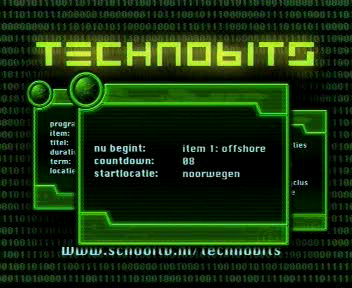 TECHNOBITS
progra
item:
titel:
durati
term:
locatie
nu begint: item 1: offshore
countdown: 08
startlocatie: noorwegen
ties
clus
e
www.schooltv.nl/technobits